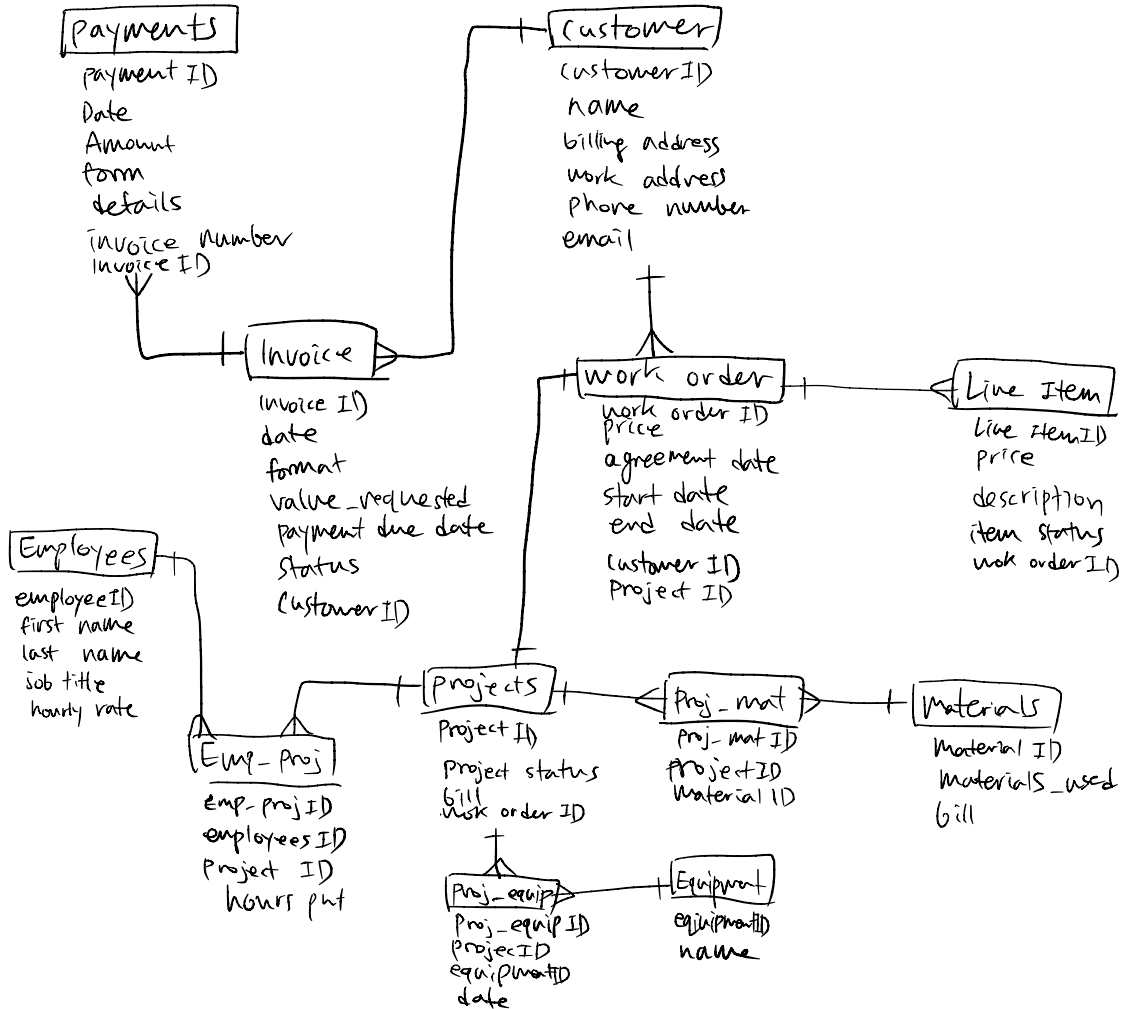 payments
payment ID
Date
Amount
form
details
invoice number
Invoice ID
Customer
Customer ID
name
billing address
work address
phone number
email
Invoice
Invoice ID
date
format
value_requested
payment due date
status
Customer ID
work order
work order ID
price
agreement date
start date
end date
Customer ID
Project ID
Line Item
Line ItemID
price
description
item status
wok order ID
Employees
employeeID
first name
last name
job title
hourly rate
Emp_proj
emp_proj ID
employees ID
Project ID
hours put
projects
Project ID
Project status
bill
wok order ID
Proj_mat
proj_mat ID
project ID
Material ID
Materials
Material ID
Materials_used
bill
Proj_equip
Proj_equip ID
projecID
equipmentID
date
Equipment
equipmentID
name